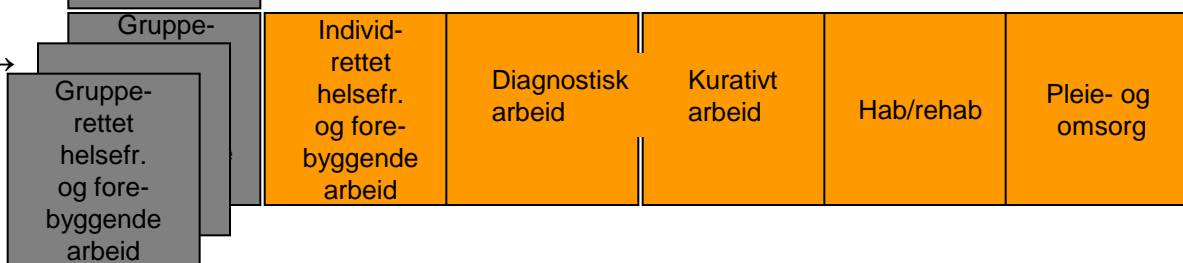 →
Gruppe-
Gruppe-
rettet
helsefr.
og fore-
byggende
arbeid
Individ-
rettet
helsefr.
og fore-
byggende
arbeid
Diagnostisk
arbeid
Kurativt
arbeid
Hab/rehab
Pleie- og
omsorg